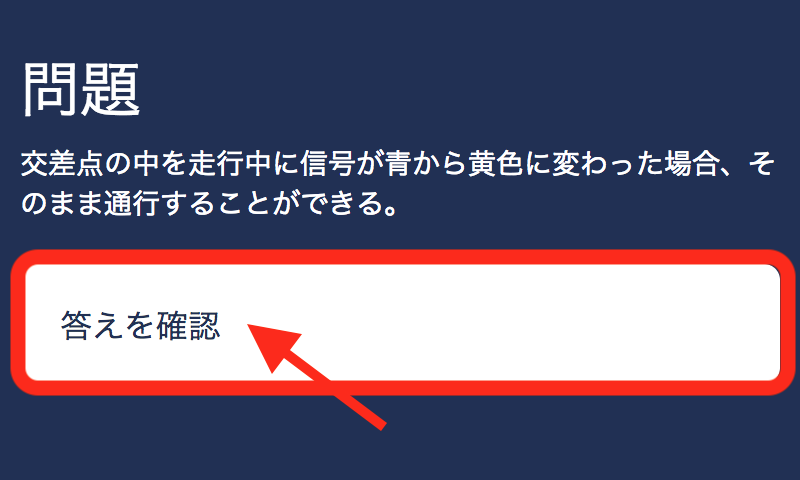 問題
交差点の中を走行中に信号が青から黄色に変わった場合、そ
のまま通行することができる。
答えを確認